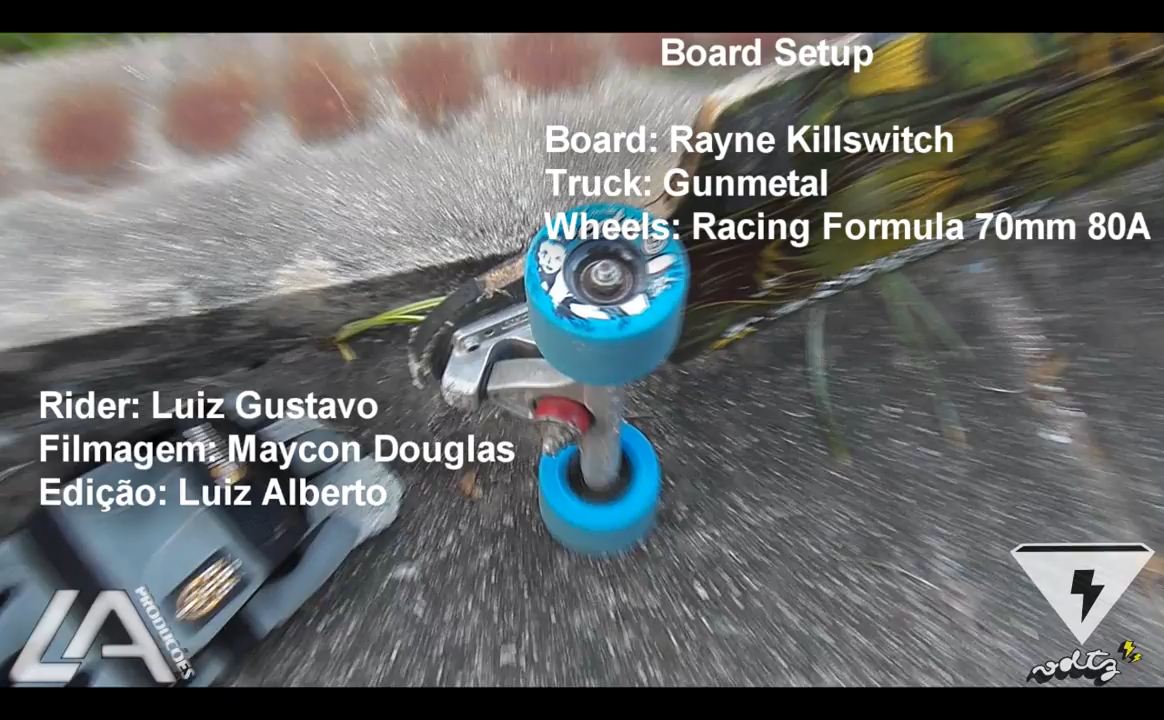 Board Setup
Board: Rayne Killswitch
Truck: Gunmetal
Wheels: Racing Formula 70mm 80A
Rider: Luiz Gustavo
Filmagem: Maycon Douglas
Edição: Luiz Alberto
LA PRODUÇÕES
voltz